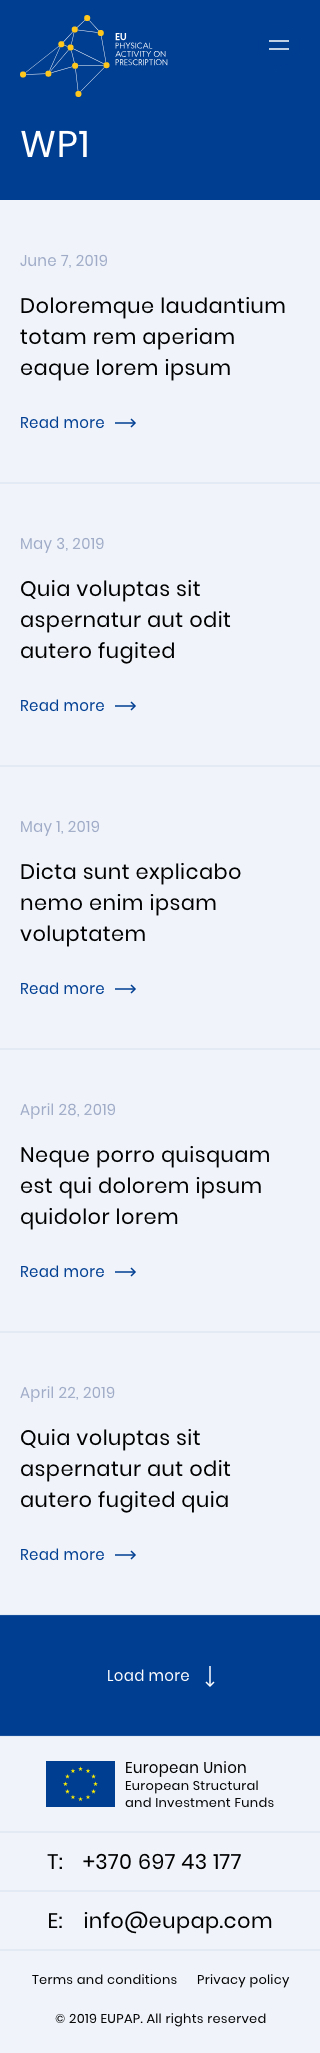 EU
PHYSICAL
ACTIVITY ON
PRESCRIPTION
WP1
June 7, 2019
Doloremque laudantium
totam rem aperiam
eaque lorem ipsum
Read more
May 3, 2019
Quia voluptas sit
aspernatur aut odit
autero fugited
Read more
May 1, 2019
Dicta sunt explicabo
nemo enim ipsam
voluptatem
Read more
April 28, 2019
Neque porro quisquam
est qui dolorem ipsum
quidolor lorem
Read more
April 22, 2019
Quia voluptas sit
aspernatur aut odit
autero fugited quia
Read more
Load more
European Union
European Structural
and Investment Funds
T: +370 697 43 177
E: info@eupap.com
Terms and conditions Privacy policy
© 2019 EUPAP. All rights reserved